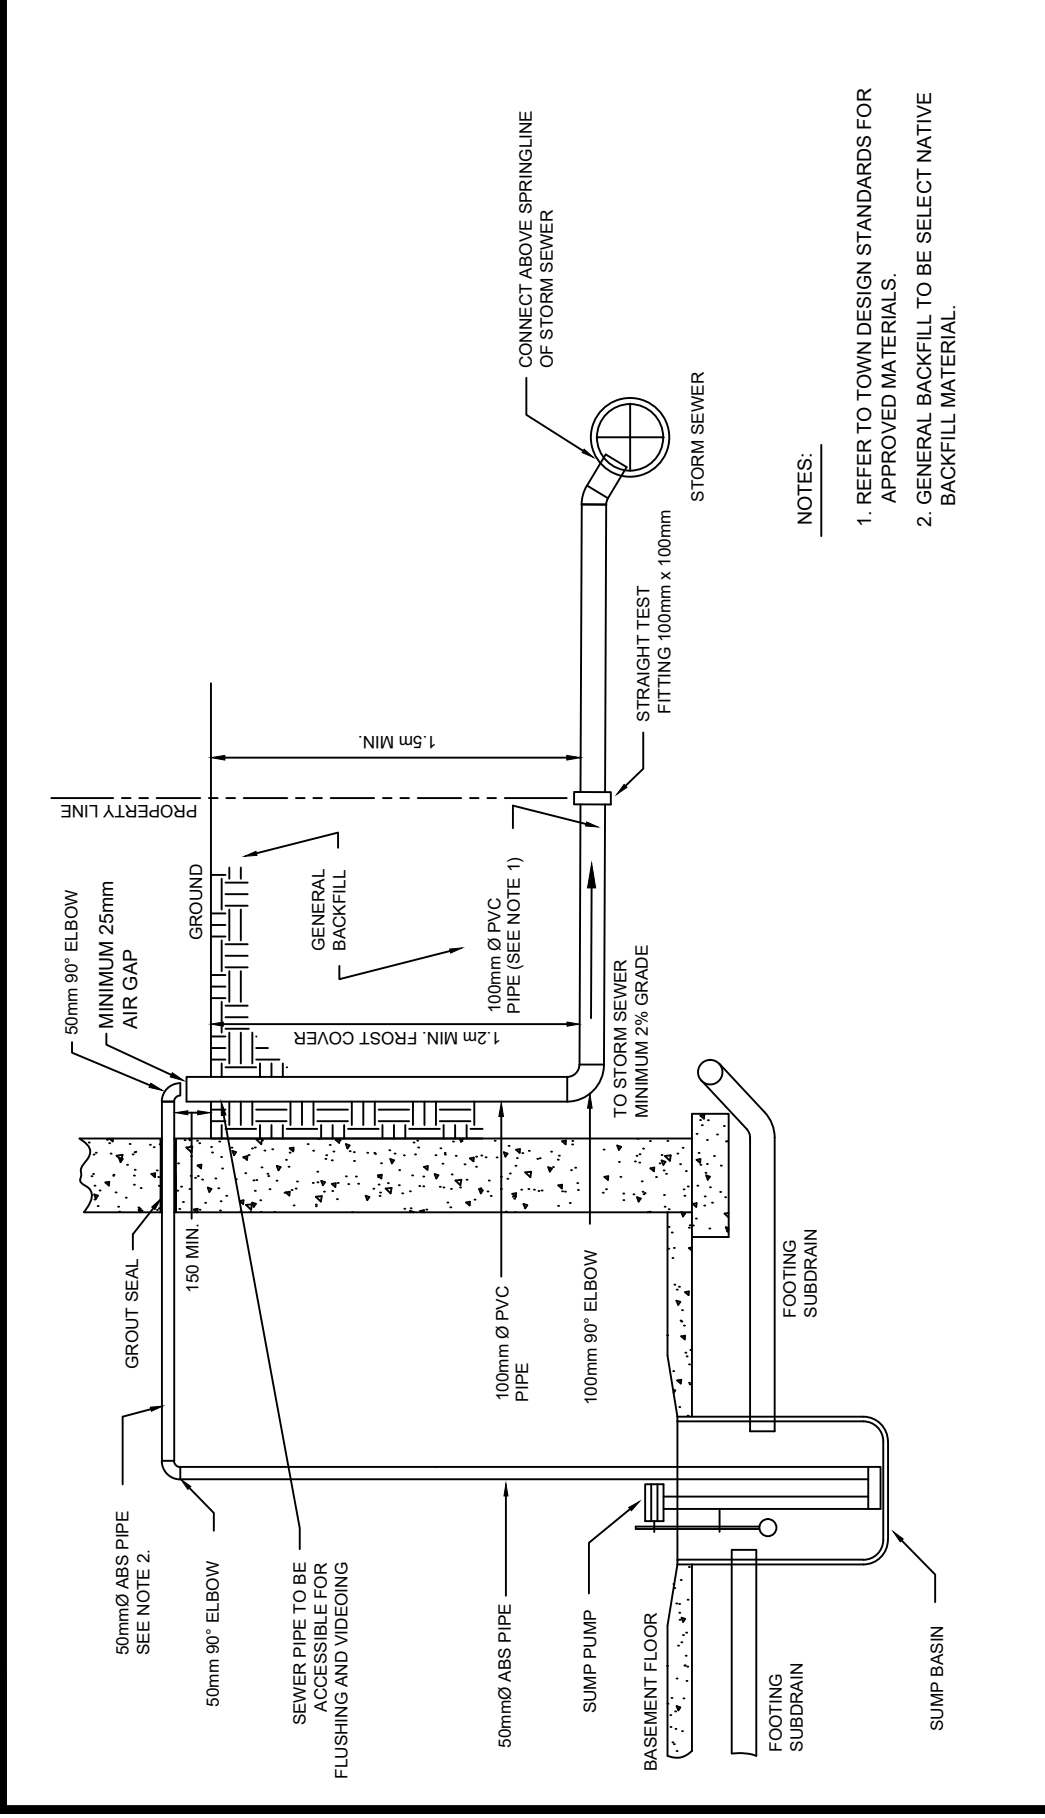 50mmØ ABS PIPE
SEE NOTE 2.
GROUT SEAL
50mm 90° ELBOW
MINIMUM 25mm
AIR GAP
150 MIN.
GROUND
PROPERTY LINE
50mm 90° ELBOW
SEWER PIPE TO BE
ACCESSIBLE FOR
FLUSHING AND VIDEOING
GENERAL
BACKFILL
1.2m MIN. FROST COVER
1.5m MIN.
CONNECT ABOVE SPRINGLINE
OF STORM SEWER
50mmØ ABS PIPE
100mm Ø PVC
PIPE
100mm Ø PVC
PIPE (SEE NOTE 1)
SUMP PUMP
100mm 90° ELBOW
TO STORM SEWER
MINIMUM 2% GRADE
STRAIGHT TEST
FITTING 100mm x 100mm
STORM SEWER
BASEMENT FLOOR
FOOTING
SUBDRAIN
FOOTING
SUBDRAIN
SUMP BASIN
NOTES:
1. REFER TO TOWN DESIGN STANDARDS FOR
APPROVED MATERIALS.
2. GENERAL BACKFILL TO BE SELECT NATIVE
BACKFILL MATERIAL.